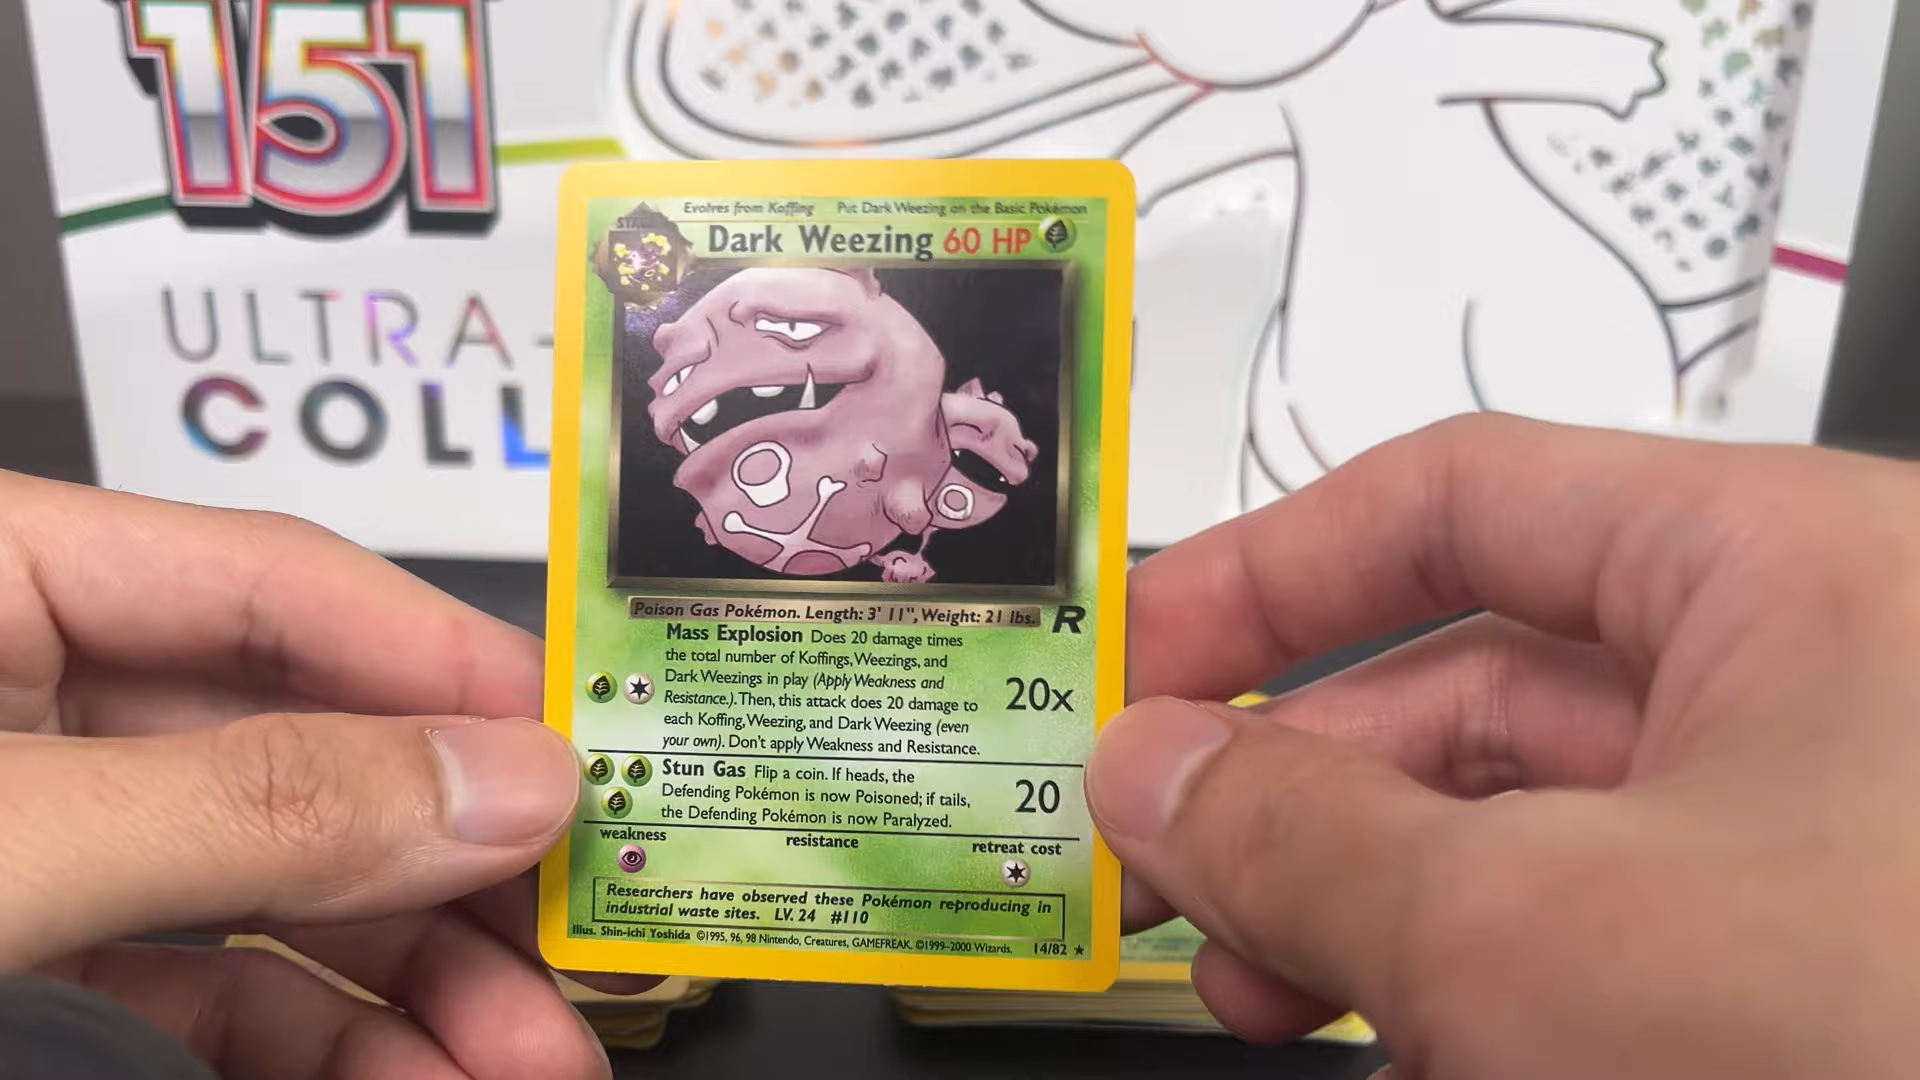 151
ULTRA-
COLL
Evolves from Koffing Put Dark Weezing on the Basic Pokémon
Dark Weezing 60 HP
Poison Gas Pokémon. Length: 3' 11", Weight: 21 lbs.
R
Mass Explosion Does 20 damage times
the total number of Koffings, Weezings, and
Dark Weezings in play (Apply Weakness and
Resistance.). Then, this attack does 20 damage to
each Koffing, Weezing, and Dark Weezing (even
your own). Don't apply Weakness and Resistance.
20x
Stun Gas Flip a coin. If heads, the
Defending Pokémon is now Poisoned; if tails,
the Defending Pokémon is now Paralyzed.
20
weakness resistance retreat cost
Researchers have observed these Pokémon reproducing in
industrial waste sites. LV. 24 #110
Illus. Shin-ichi Yoshida ©1995, 96, 98 Nintendo, Creatures, GAMEFREAK. ©1999-2000 Wizards. 14/82 ★